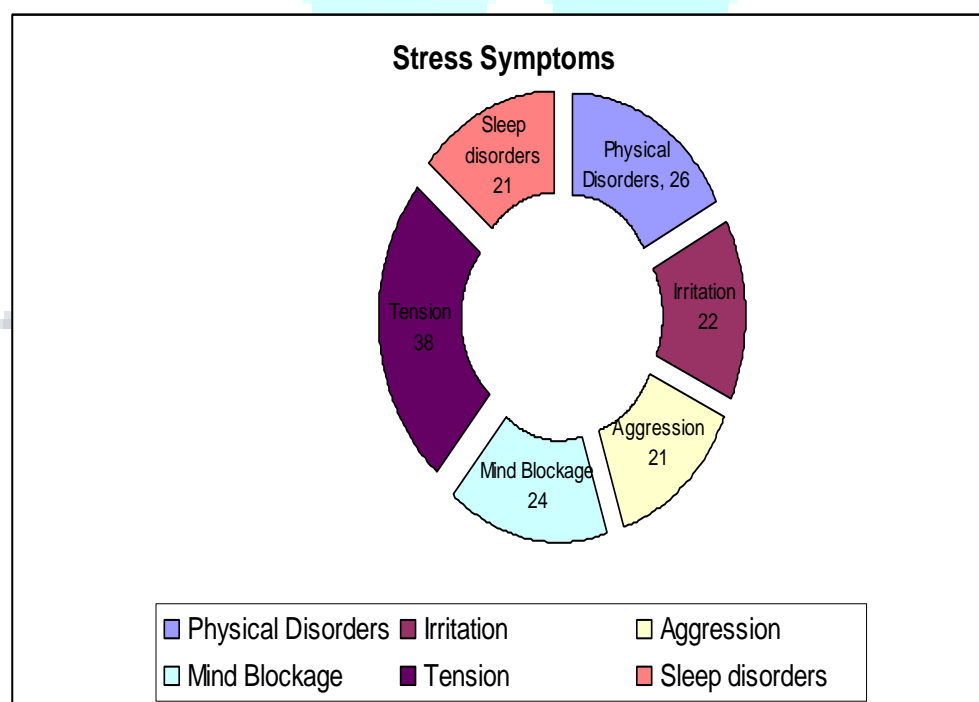 Stress Symptoms
Sleep
disorders
21
Physical
Disorders, 26
Irritation
22
Tension
38
Aggression
21
Mind Blockage
24
Physical Disorders
Irritation
Aggression
Mind Blockage
Tension
Sleep disorders